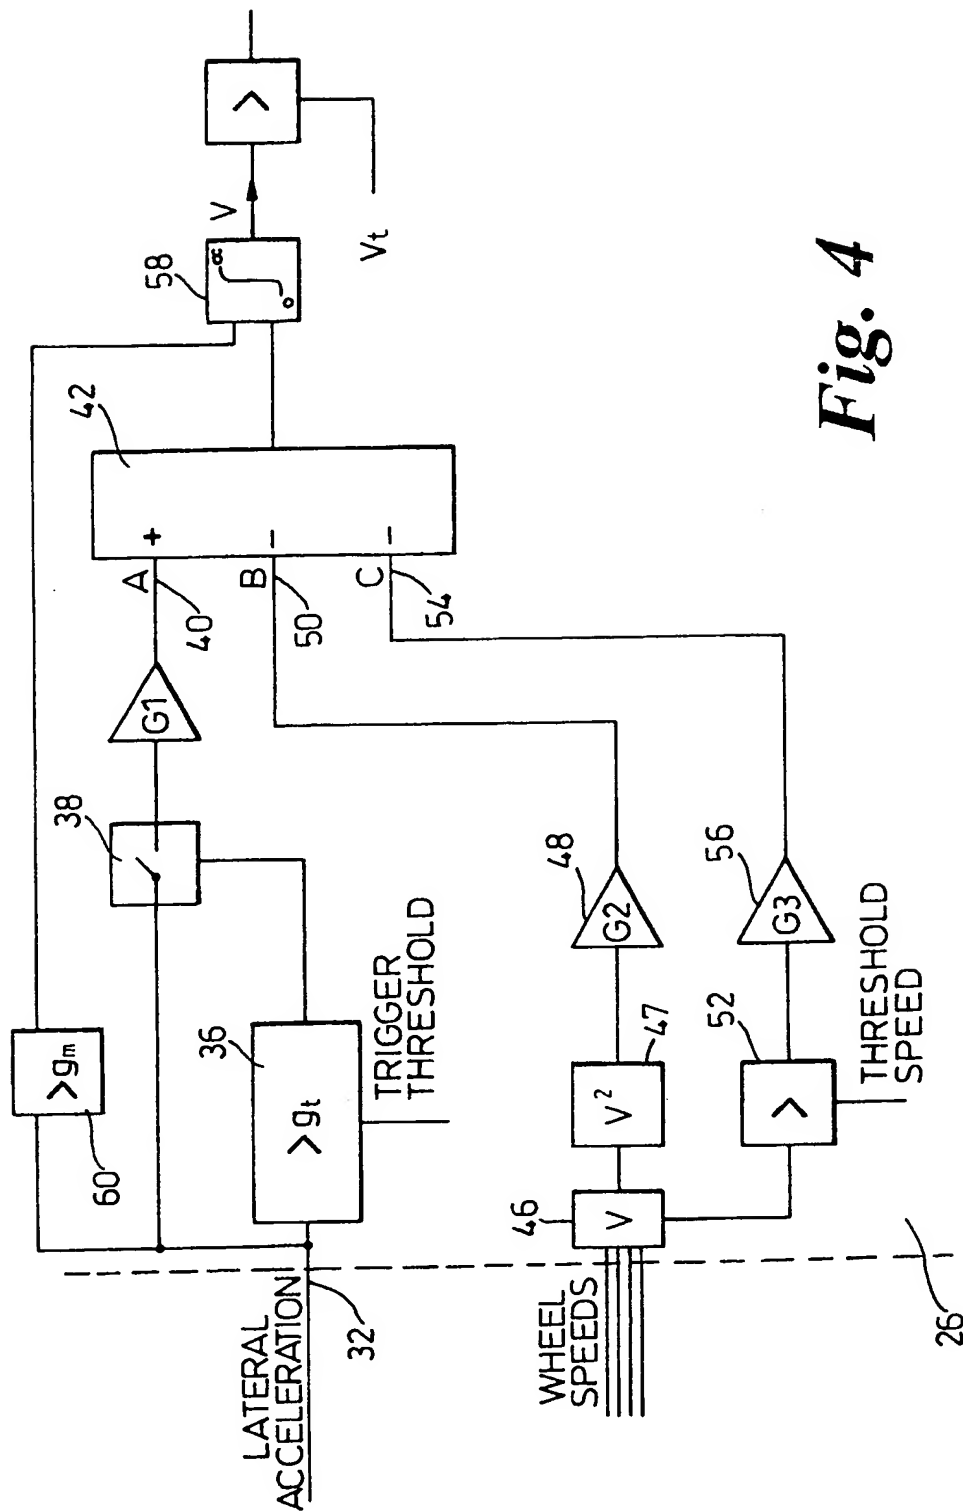 Fig. 4
LATERAL
ACCELERATION
32
60
>gm
36
>gt
TRIGGER
THRESHOLD
38
G1
40
A
+
42
B
−
50
C
−
54
58
∝
o
V
>
Vt
WHEEL
SPEEDS
46
V
V²
47
48
G2
52
>
THRESHOLD
SPEED
56
G3
26